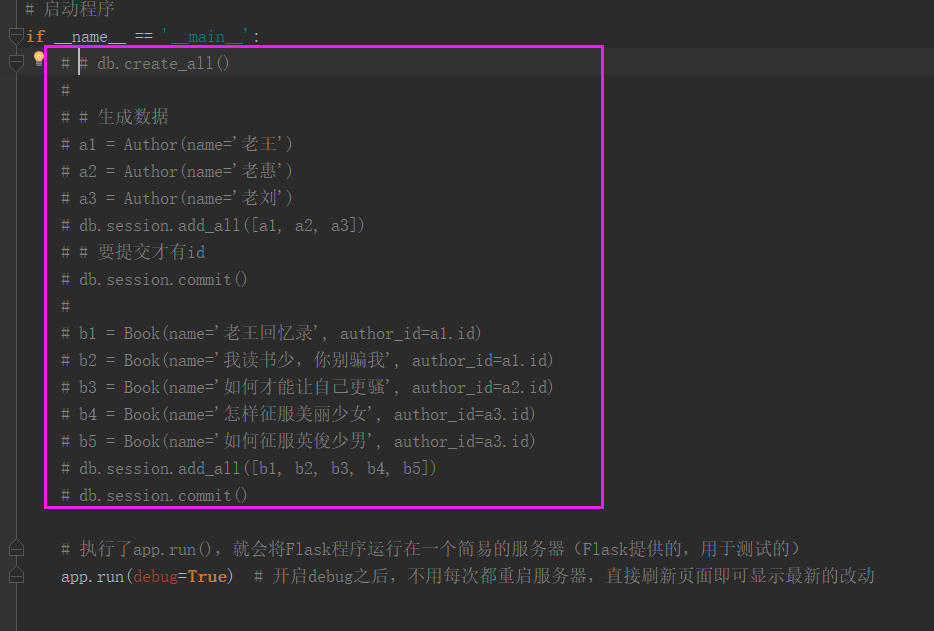 # 启动程序
if __name__ == '__main__':
# # db.create_all()
#
# # 生成数据
# a1 = Author(name='老王')
# a2 = Author(name='老惠')
# a3 = Author(name='老刘')
# db.session.add_all([a1, a2, a3])
# # 要提交才有id
# db.session.commit()
#
# b1 = Book(name='老王回忆录', author_id=a1.id)
# b2 = Book(name='我读书少，你别骗我', author_id=a1.id)
# b3 = Book(name='如何才能让自己更骚', author_id=a2.id)
# b4 = Book(name='怎样征服美丽少女', author_id=a3.id)
# b5 = Book(name='如何征服英俊少男', author_id=a3.id)
# db.session.add_all([b1, b2, b3, b4, b5])
# db.session.commit()
# 执行了app.run()，就会将Flask程序运行在一个简易的服务器（Flask提供的，用于测试的）
app.run(debug=True)  # 开启debug之后，不用每次都重启服务器，直接刷新页面即可显示最新的改动